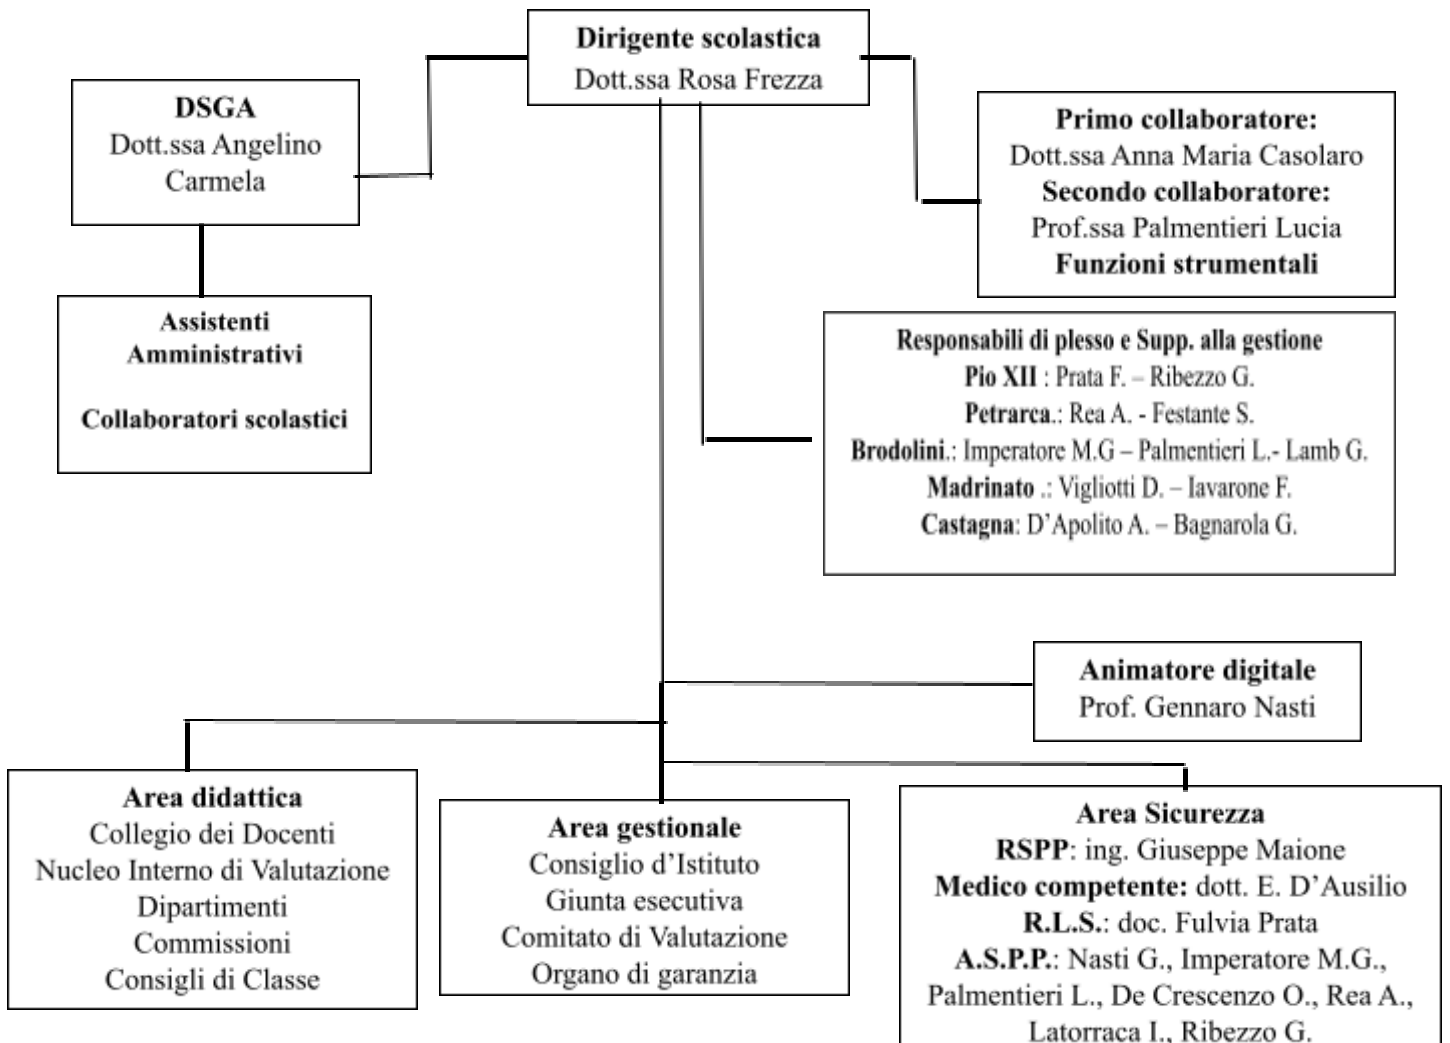 Dirigente scolastica
Dott.ssa Rosa Frezza
DSGA
Dott.ssa Angelino
Carmela
Primo collaboratore:
Dott.ssa Anna Maria Casolaro
Secondo collaboratore:
Prof.ssa Palmentieri Lucia
Funzioni strumentali
Assistenti
Amministrativi
Collaboratori scolastici
Responsabili di plesso e Supp. alla gestione
Pio XII : Prata F. – Ribezzo G.
Petrarca.: Rea A. - Festante S.
Brodolini.: Imperatore M.G – Palmentieri L.- Lamb G.
Madrinato .: Vigliotti D. – Iavarone F.
Castagna: D’Apolito A. – Bagnarola G.
Animatore digitale
Prof. Gennaro Nasti
Area didattica
Collegio dei Docenti
Nucleo Interno di Valutazione
Dipartimenti
Commissioni
Consigli di Classe
Area gestionale
Consiglio d’Istituto
Giunta esecutiva
Comitato di Valutazione
Organo di garanzia
Area Sicurezza
RSPP: ing. Giuseppe Maione
Medico competente: dott. E. D’Ausilio
R.L.S.: doc. Fulvia Prata
A.S.P.P.: Nasti G., Imperatore M.G.,
Palmentieri L., De Crescenzo O., Rea A.,
Latorraca I., Ribezzo G.